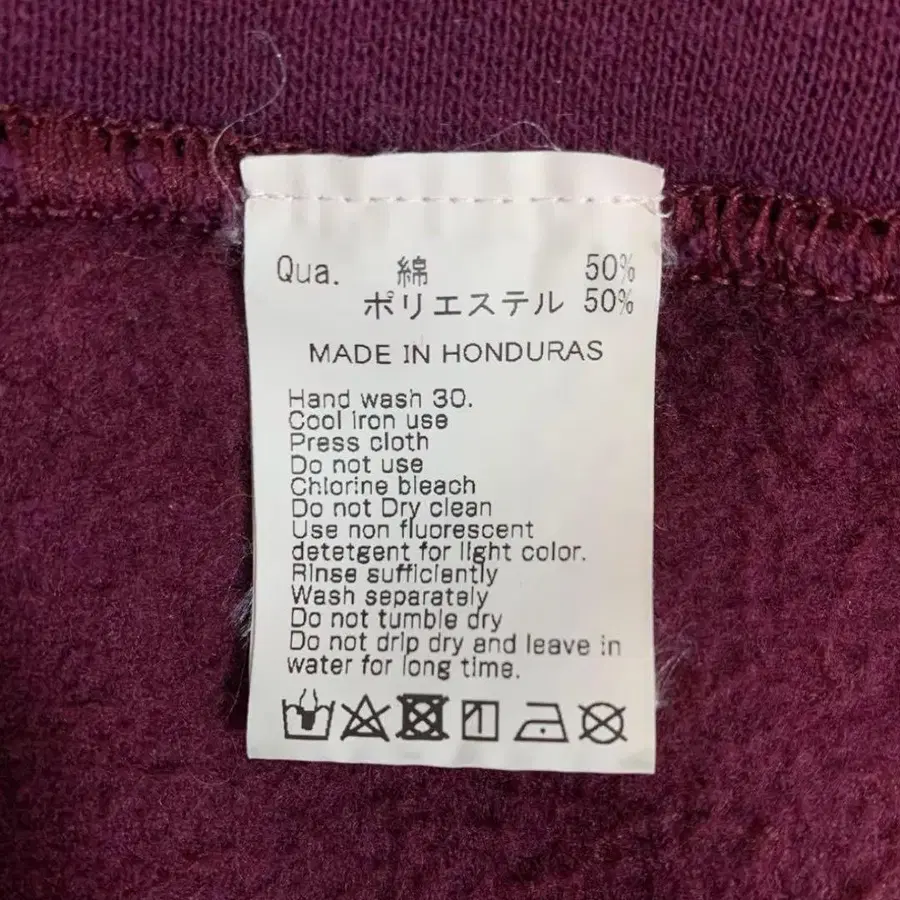 Qua. 綿 50%
ポリエステル 50%
MADE IN HONDURAS
Hand wash 30.
Cool iron use
Press cloth
Do not use
Chlorine bleach
Do not Dry clean
Use non fluorescent
detetgent for light color.
Rinse sufficiently
Wash separately
Do not tumble dry
Do not drip dry and leave in
water for long time.